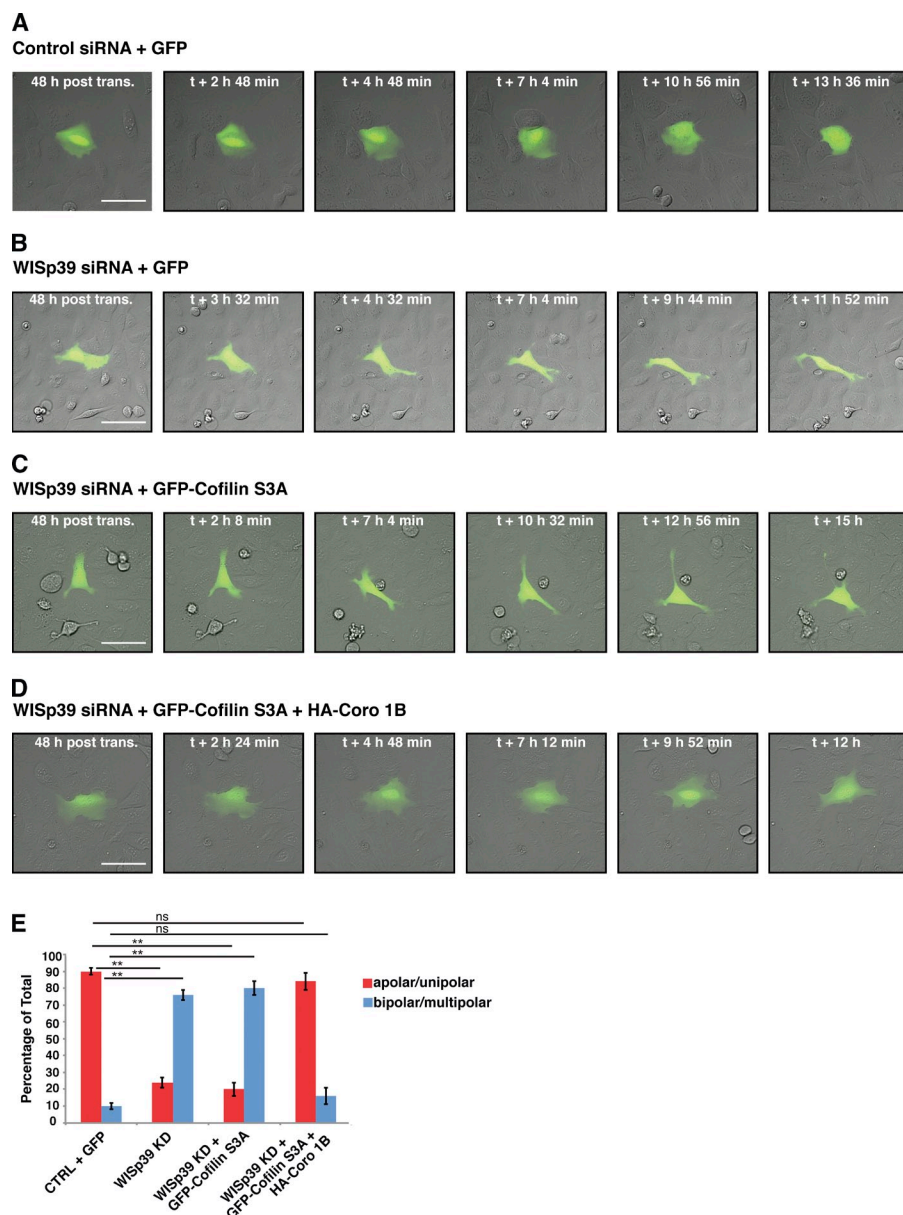 A
Control siRNA + GFP
48 h post trans.
t + 2 h 48 min
t + 4 h 48 min
t + 7 h 4 min
t + 10 h 56 min
t + 13 h 36 min
B
WISp39 siRNA + GFP
48 h post trans.
t + 3 h 32 min
t + 4 h 32 min
t + 7 h 4 min
t + 9 h 44 min
t + 11 h 52 min
C
WISp39 siRNA + GFP-Cofilin S3A
48 h post trans.
t + 2 h 8 min
t + 7 h 4 min
t + 10 h 32 min
t + 12 h 56 min
t + 15 h
D
WISp39 siRNA + GFP-Cofilin S3A + HA-Coro 1B
48 h post trans.
t + 2 h 24 min
t + 4 h 48 min
t + 7 h 12 min
t + 9 h 52 min
t + 12 h
E
ns
ns
**
**
**
**
Percentage of Total
100
90
80
70
60
50
40
30
20
10
0
apolar/unipolar
bipolar/multipolar
CTRL + GFP
WISp39 KD
WISp39 KD +
GFP-Cofilin S3A
WISp39 KD +
GFP-Cofilin S3A +
HA-Coro 1B